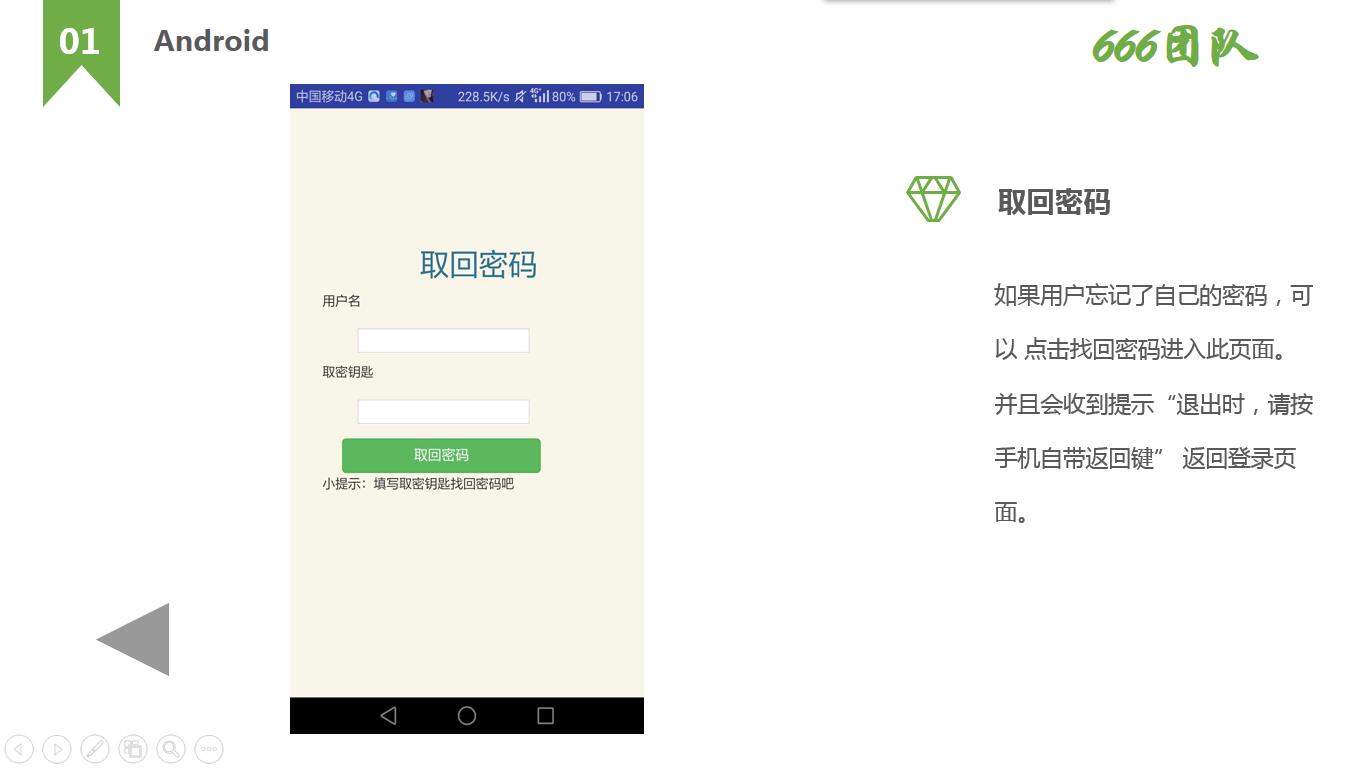 01
Android
666团队
中国移动4G 228.5K/s 4G+ 80% 17:06
取回密码
用户名
取密钥匙
取回密码
小提示：填写取密钥匙找回密码吧
取回密码
如果用户忘记了自己的密码，可
以 点击找回密码进入此页面。
并且会收到提示“退出时，请按
手机自带返回键” 返回登录页
面。